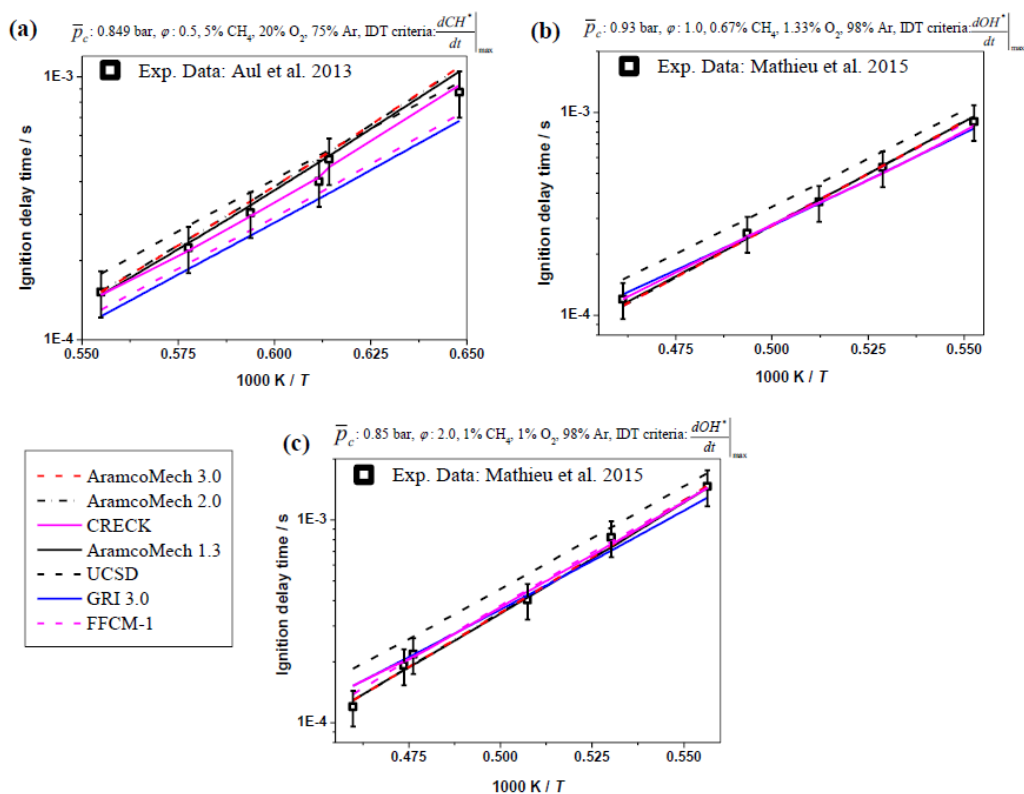 (a)
p̅c: 0.849 bar, φ: 0.5, 5% CH4, 20% O2, 75% Ar, IDT criteria: dCH*/dt|max
Exp. Data: Aul et al. 2013
Ignition delay time / s
1E-3
1E-4
0.550 0.575 0.600 0.625 0.650
1000 K / T
(b)
p̅c: 0.93 bar, φ: 1.0, 0.67% CH4, 1.33% O2, 98% Ar, IDT criteria: dOH*/dt|max
Exp. Data: Mathieu et al. 2015
Ignition delay time / s
1E-3
1E-4
0.475 0.500 0.525 0.550
1000 K / T
AramcoMech 3.0
AramcoMech 2.0
CRECK
AramcoMech 1.3
UCSD
GRI 3.0
FFCM-1
(c)
p̅c: 0.85 bar, φ: 2.0, 1% CH4, 1% O2, 98% Ar, IDT criteria: dOH*/dt|max
Exp. Data: Mathieu et al. 2015
Ignition delay time / s
1E-3
1E-4
0.475 0.500 0.525 0.550
1000 K / T